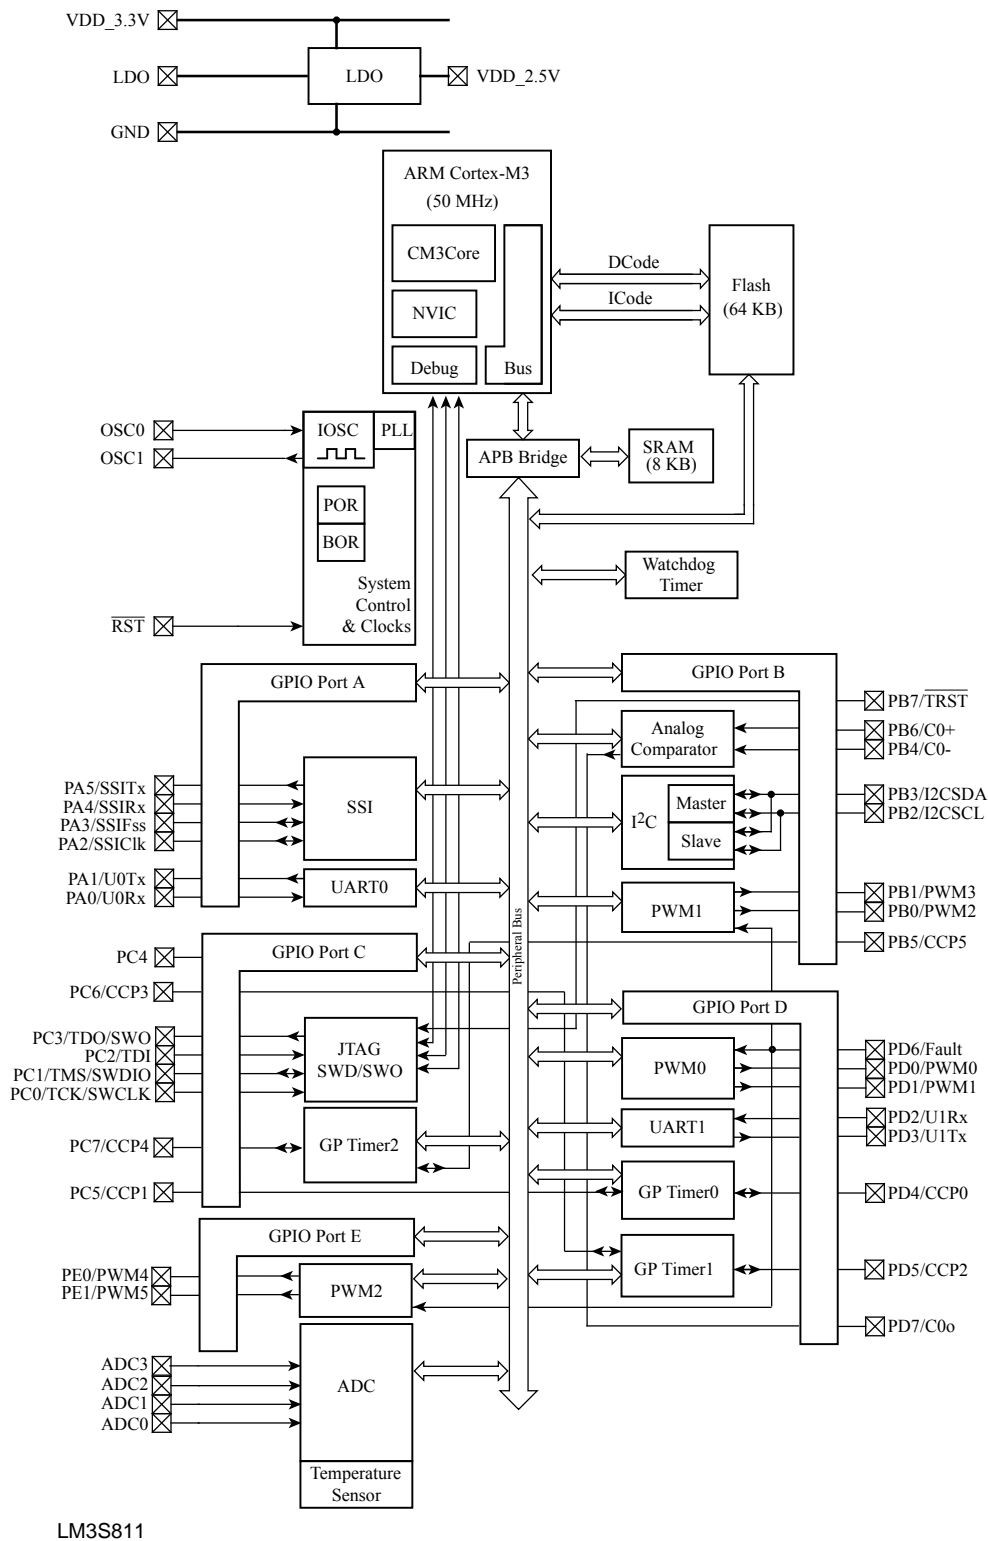 VDD_3.3V
LDO
LDO
VDD_2.5V
GND
ARM Cortex-M3
(50 MHz)
CM3Core
NVIC
Debug
Bus
DCode
ICode
Flash
(64 KB)
OSC0
OSC1
IOSC
PLL
POR
BOR
System
Control
& Clocks
RST
APB Bridge
SRAM
(8 KB)
Watchdog
Timer
Peripheral Bus
GPIO Port A
PA5/SSITx
PA4/SSIRx
PA3/SSIFss
PA2/SSIClk
SSI
PA1/U0Tx
PA0/U0Rx
UART0
GPIO Port B
PB7/TRST
Analog
Comparator
PB6/C0+
PB4/C0-
I²C
Master
Slave
PB3/I2CSDA
PB2/I2CSCL
PWM1
PB1/PWM3
PB0/PWM2
PB5/CCP5
GPIO Port C
PC4
PC6/CCP3
PC3/TDO/SWO
PC2/TDI
PC1/TMS/SWDIO
PC0/TCK/SWCLK
JTAG
SWD/SWO
PC7/CCP4
GP Timer2
PC5/CCP1
GPIO Port D
PWM0
PD6/Fault
PD0/PWM0
PD1/PWM1
UART1
PD2/U1Rx
PD3/U1Tx
GP Timer0
PD4/CCP0
GP Timer1
PD5/CCP2
PD7/C0o
GPIO Port E
PE0/PWM4
PE1/PWM5
PWM2
ADC3
ADC2
ADC1
ADC0
ADC
Temperature
Sensor
LM3S811